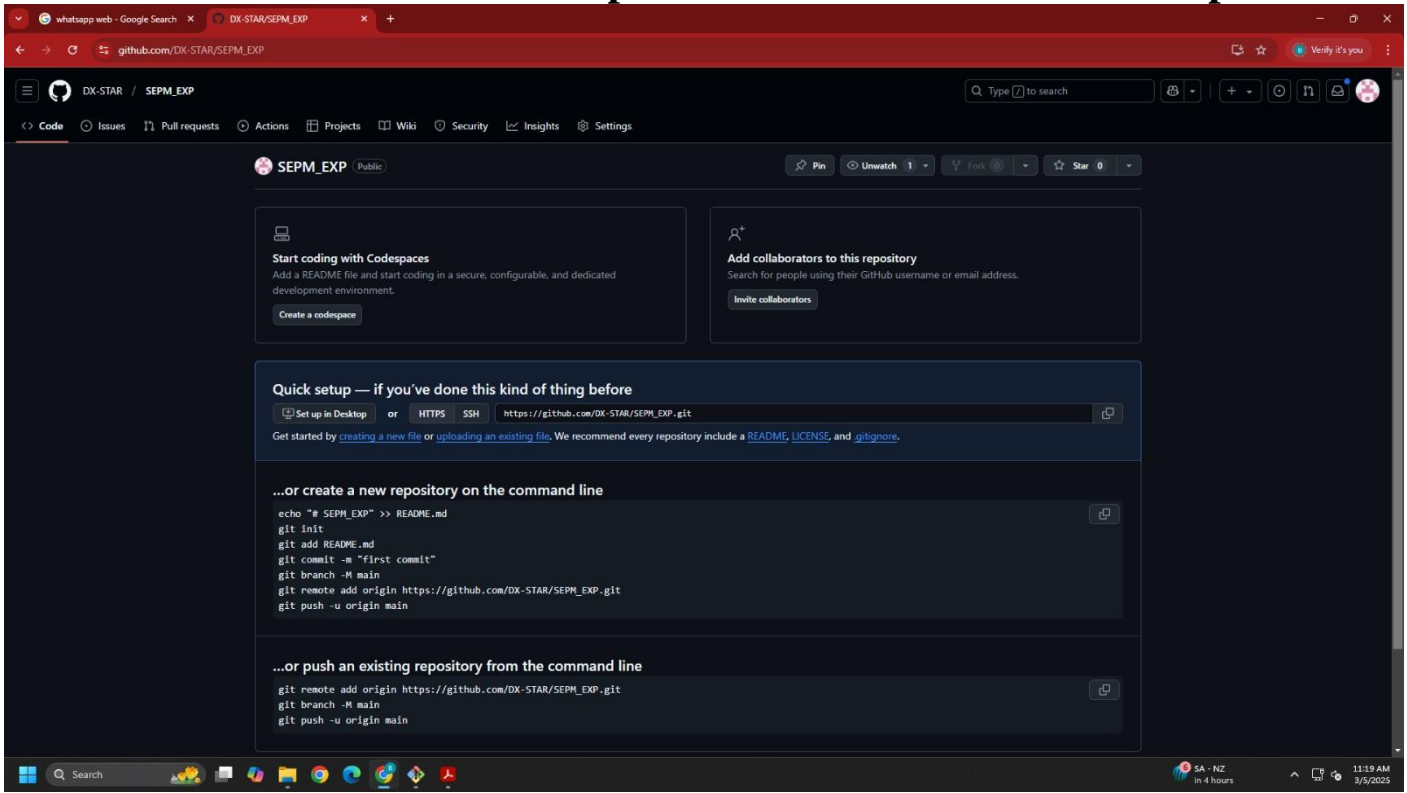 whatsapp web - Google Search
DX-STAR/SEPM_EXP
github.com/DX-STAR/SEPM_EXP
Verify it's you
DX-STAR / SEPM_EXP
Type / to search
Code Issues Pull requests Actions Projects Wiki Security Insights Settings
SEPM_EXP Public
Pin Unwatch 1 Fork 0 Star 0
Start coding with Codespaces
Add a README file and start coding in a secure, configurable, and dedicated
development environment.
Create a codespace
Add collaborators to this repository
Search for people using their GitHub username or email address.
Invite collaborators
Quick setup — if you've done this kind of thing before
Set up in Desktop or HTTPS SSH https://github.com/DX-STAR/SEPM_EXP.git
Get started by creating a new file or uploading an existing file. We recommend every repository include a README, LICENSE, and .gitignore.
...or create a new repository on the command line
echo "# SEPM_EXP" >> README.md
git init
git add README.md
git commit -m "first commit"
git branch -M main
git remote add origin https://github.com/DX-STAR/SEPM_EXP.git
git push -u origin main
...or push an existing repository from the command line
git remote add origin https://github.com/DX-STAR/SEPM_EXP.git
git branch -M main
git push -u origin main
Search
6
SA - NZ
In 4 hours
11:19 AM
3/5/2025